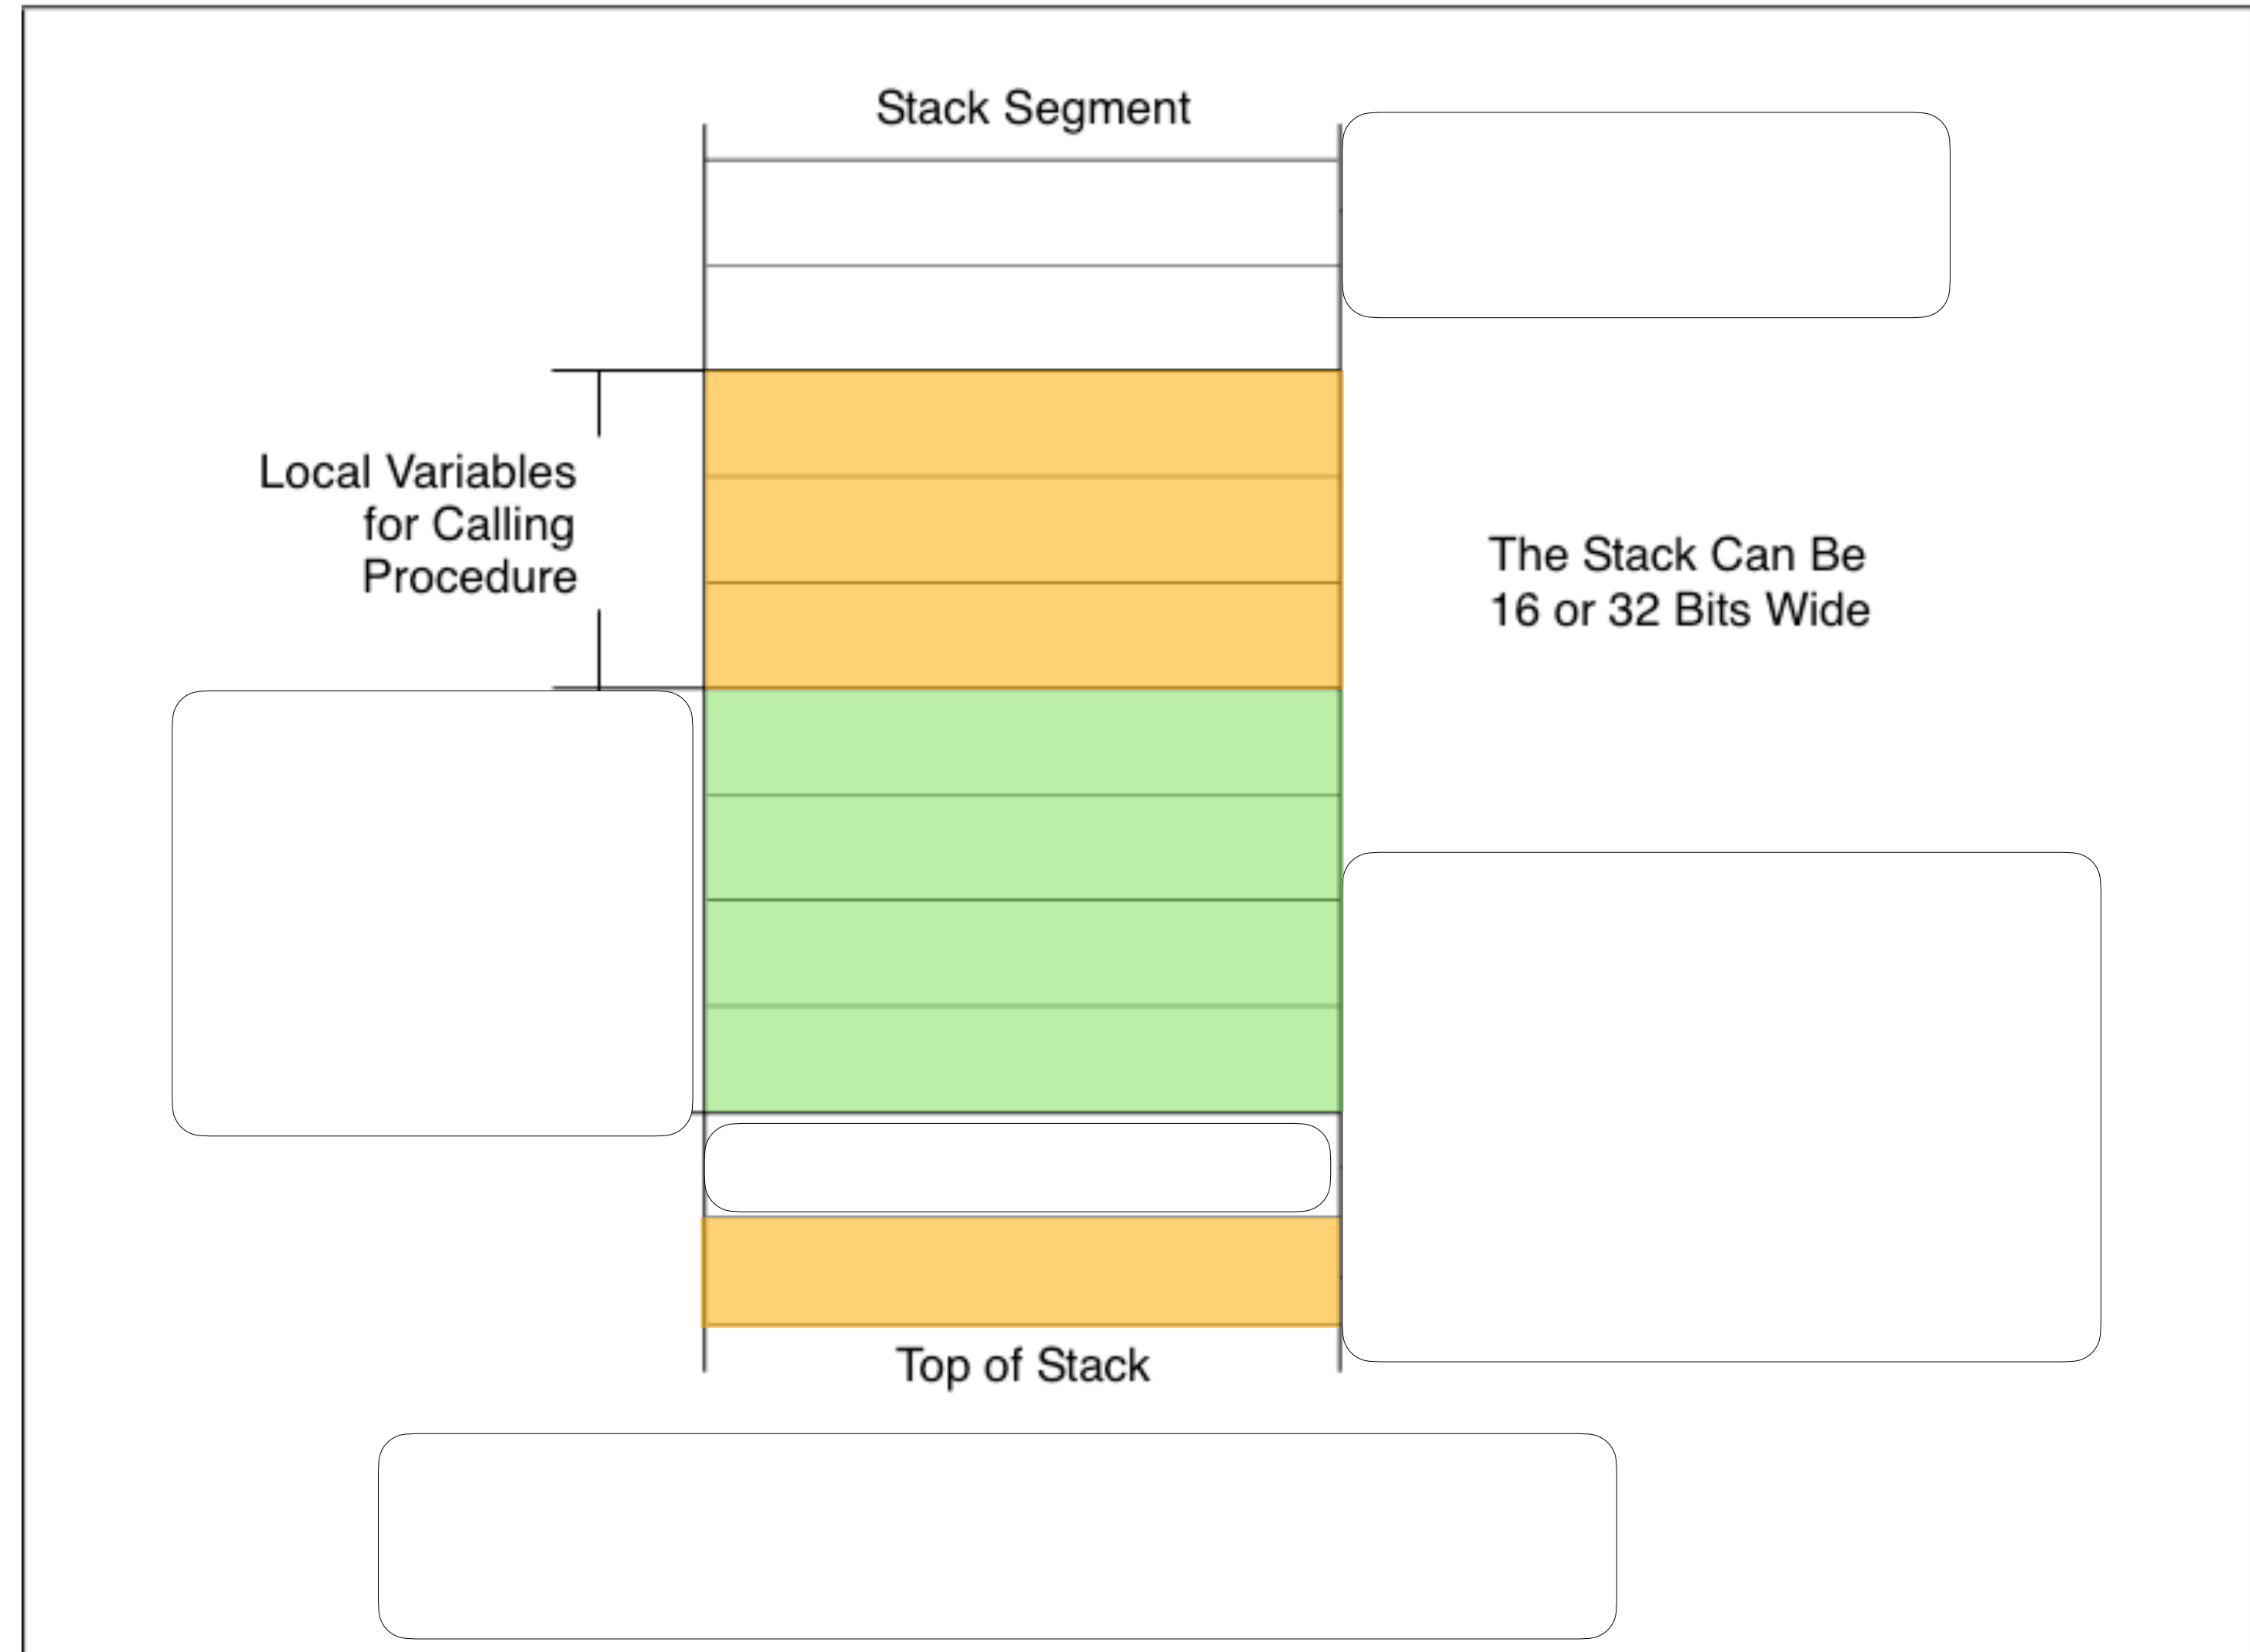 Stack Segment
Local Variables
for Calling
Procedure
The Stack Can Be
16 or 32 Bits Wide
Top of Stack